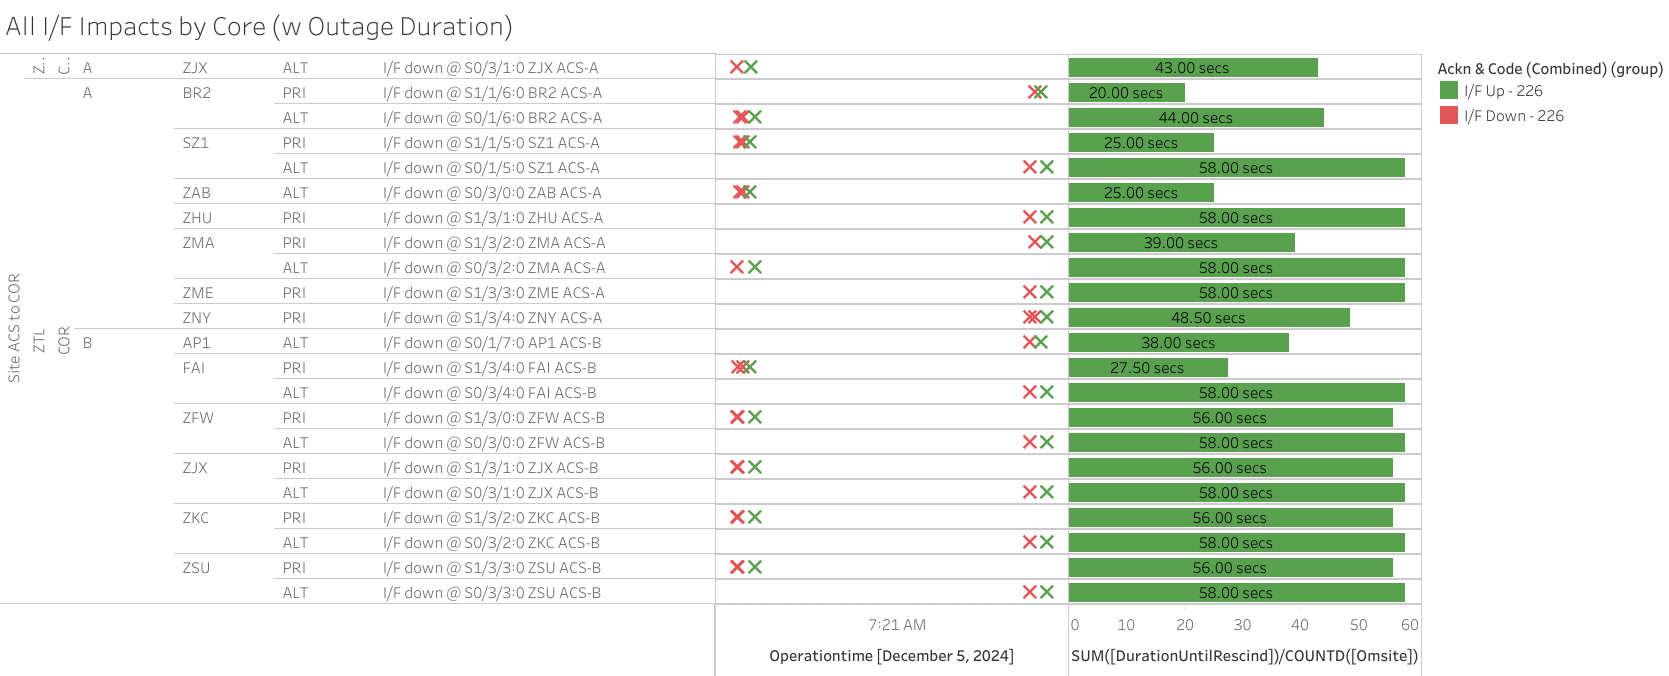 All I/F Impacts by Core (w Outage Duration)
Z.. C.. A ZJX ALT I/F down @ S0/3/1:0 ZJX ACS-A 43.00 secs
A BR2 PRI I/F down @ S1/1/6:0 BR2 ACS-A 20.00 secs
ALT I/F down @ S0/1/6:0 BR2 ACS-A 44.00 secs
SZ1 PRI I/F down @ S1/1/5:0 SZ1 ACS-A 25.00 secs
ALT I/F down @ S0/1/5:0 SZ1 ACS-A 58.00 secs
ZAB ALT I/F down @ S0/3/0:0 ZAB ACS-A 25.00 secs
ZHU PRI I/F down @ S1/3/1:0 ZHU ACS-A 58.00 secs
ZMA PRI I/F down @ S1/3/2:0 ZMA ACS-A 39.00 secs
ALT I/F down @ S0/3/2:0 ZMA ACS-A 58.00 secs
ZME PRI I/F down @ S1/3/3:0 ZME ACS-A 58.00 secs
ZNY PRI I/F down @ S1/3/4:0 ZNY ACS-A 48.50 secs
Site ACS to COR ZTL COR B AP1 ALT I/F down @ S0/1/7:0 AP1 ACS-B 38.00 secs
FAI PRI I/F down @ S1/3/4:0 FAI ACS-B 27.50 secs
ALT I/F down @ S0/3/4:0 FAI ACS-B 58.00 secs
ZFW PRI I/F down @ S1/3/0:0 ZFW ACS-B 56.00 secs
ALT I/F down @ S0/3/0:0 ZFW ACS-B 58.00 secs
ZJX PRI I/F down @ S1/3/1:0 ZJX ACS-B 56.00 secs
ALT I/F down @ S0/3/1:0 ZJX ACS-B 58.00 secs
ZKC PRI I/F down @ S1/3/2:0 ZKC ACS-B 56.00 secs
ALT I/F down @ S0/3/2:0 ZKC ACS-B 58.00 secs
ZSU PRI I/F down @ S1/3/3:0 ZSU ACS-B 56.00 secs
ALT I/F down @ S0/3/3:0 ZSU ACS-B 58.00 secs
7:21 AM 0 10 20 30 40 50 60
Operationtime [December 5, 2024] SUM([DurationUntilRescind])/COUNTD([Omsite])
Ackn & Code (Combined) (group)
I/F Up - 226
I/F Down - 226